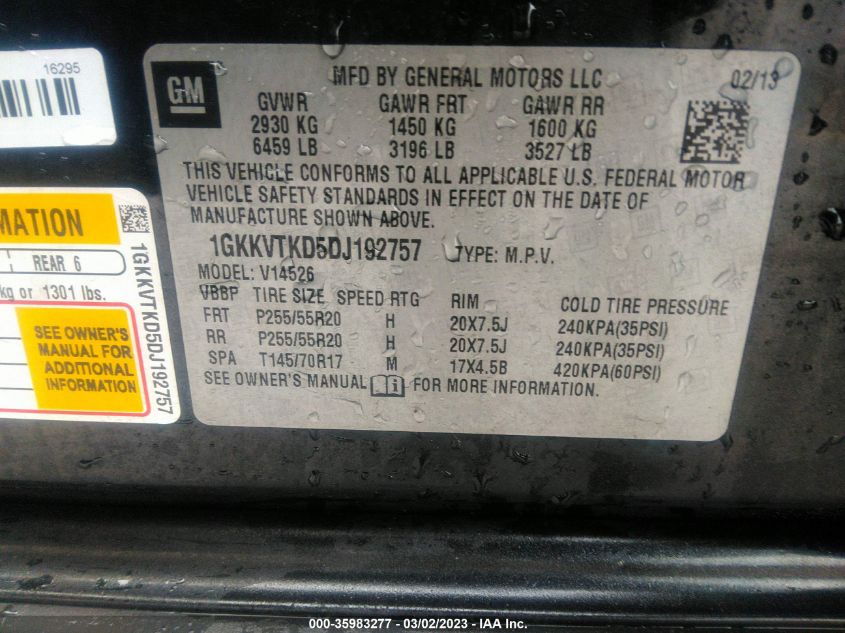 16295
GM
MFD BY GENERAL MOTORS LLC 02/13
GVWR GAWR FRT GAWR RR
2930 KG 1450 KG 1600 KG
6459 LB 3196 LB 3527 LB
THIS VEHICLE CONFORMS TO ALL APPLICABLE U.S. FEDERAL MOTOR
VEHICLE SAFETY STANDARDS IN EFFECT ON THE DATE OF
MANUFACTURE SHOWN ABOVE.
1GKKVTKD5DJ192757 TYPE: M.P.V.
MODEL: V14526
VBBP TIRE SIZE SPEED RTG RIM COLD TIRE PRESSURE
FRT P255/55R20 H 20X7.5J 240KPA(35PSI)
RR P255/55R20 H 20X7.5J 240KPA(35PSI)
SPA T145/70R17 M 17X4.5B 420KPA(60PSI)
SEE OWNER'S MANUAL FOR MORE INFORMATION.
REAR 6
kg or 1301 lbs.
SEE OWNER'S
MANUAL FOR
ADDITIONAL
INFORMATION
1GKKVTKD5DJ192757
000-35983277 - 03/02/2023 - IAA Inc.